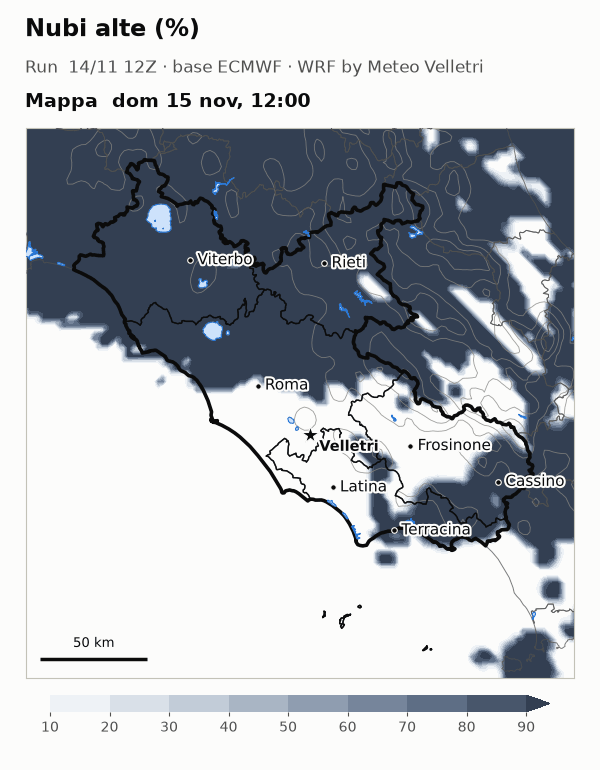 Nubi alte (%)
Run  14/11 12Z · base ECMWF · WRF by Meteo Velletri
Mappa  dom 15 nov, 12:00
Viterbo
Rieti
Roma
Velletri
Frosinone
Cassino
Latina
Terracina
50 km
10 20 30 40 50 60 70 80 90